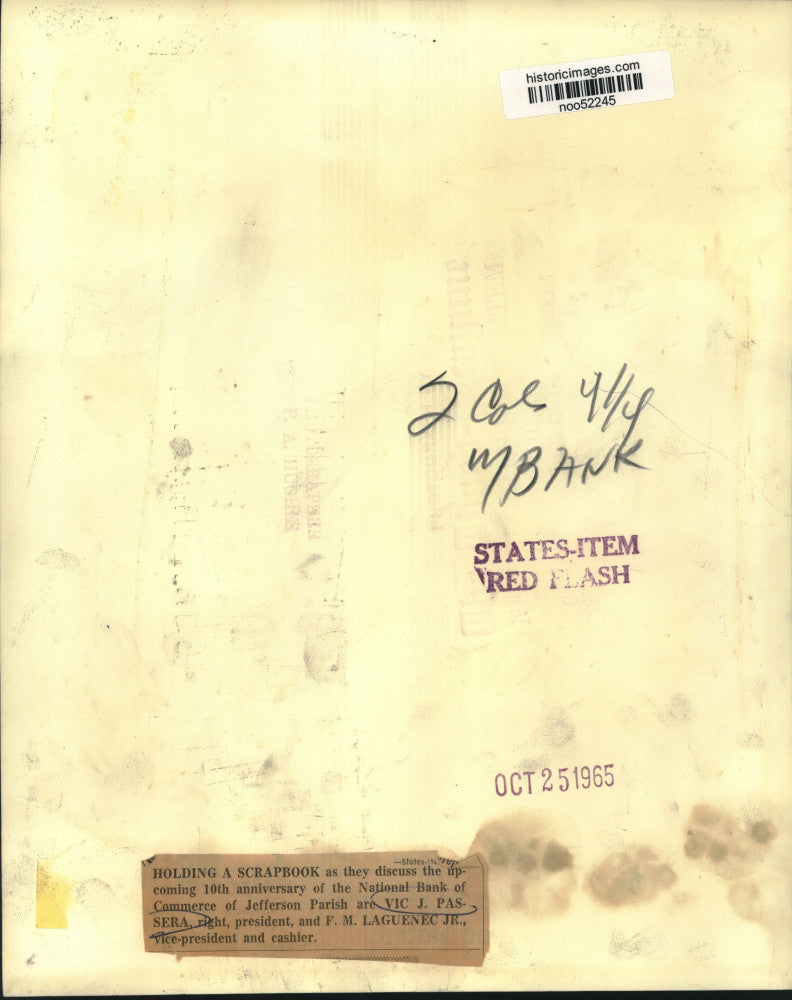 historicimages.com
noo52245
2 Col 4 1/4
M BANK
STATES-ITEM
RED FLASH
OCT 25 1965
HOLDING A SCRAPBOOK as they discuss the up-
coming 10th anniversary of the National Bank of
Commerce of Jefferson Parish are VIC J. PAS-
SERA, right, president, and F. M. LAGUENEC JR.,
vice-president and cashier.